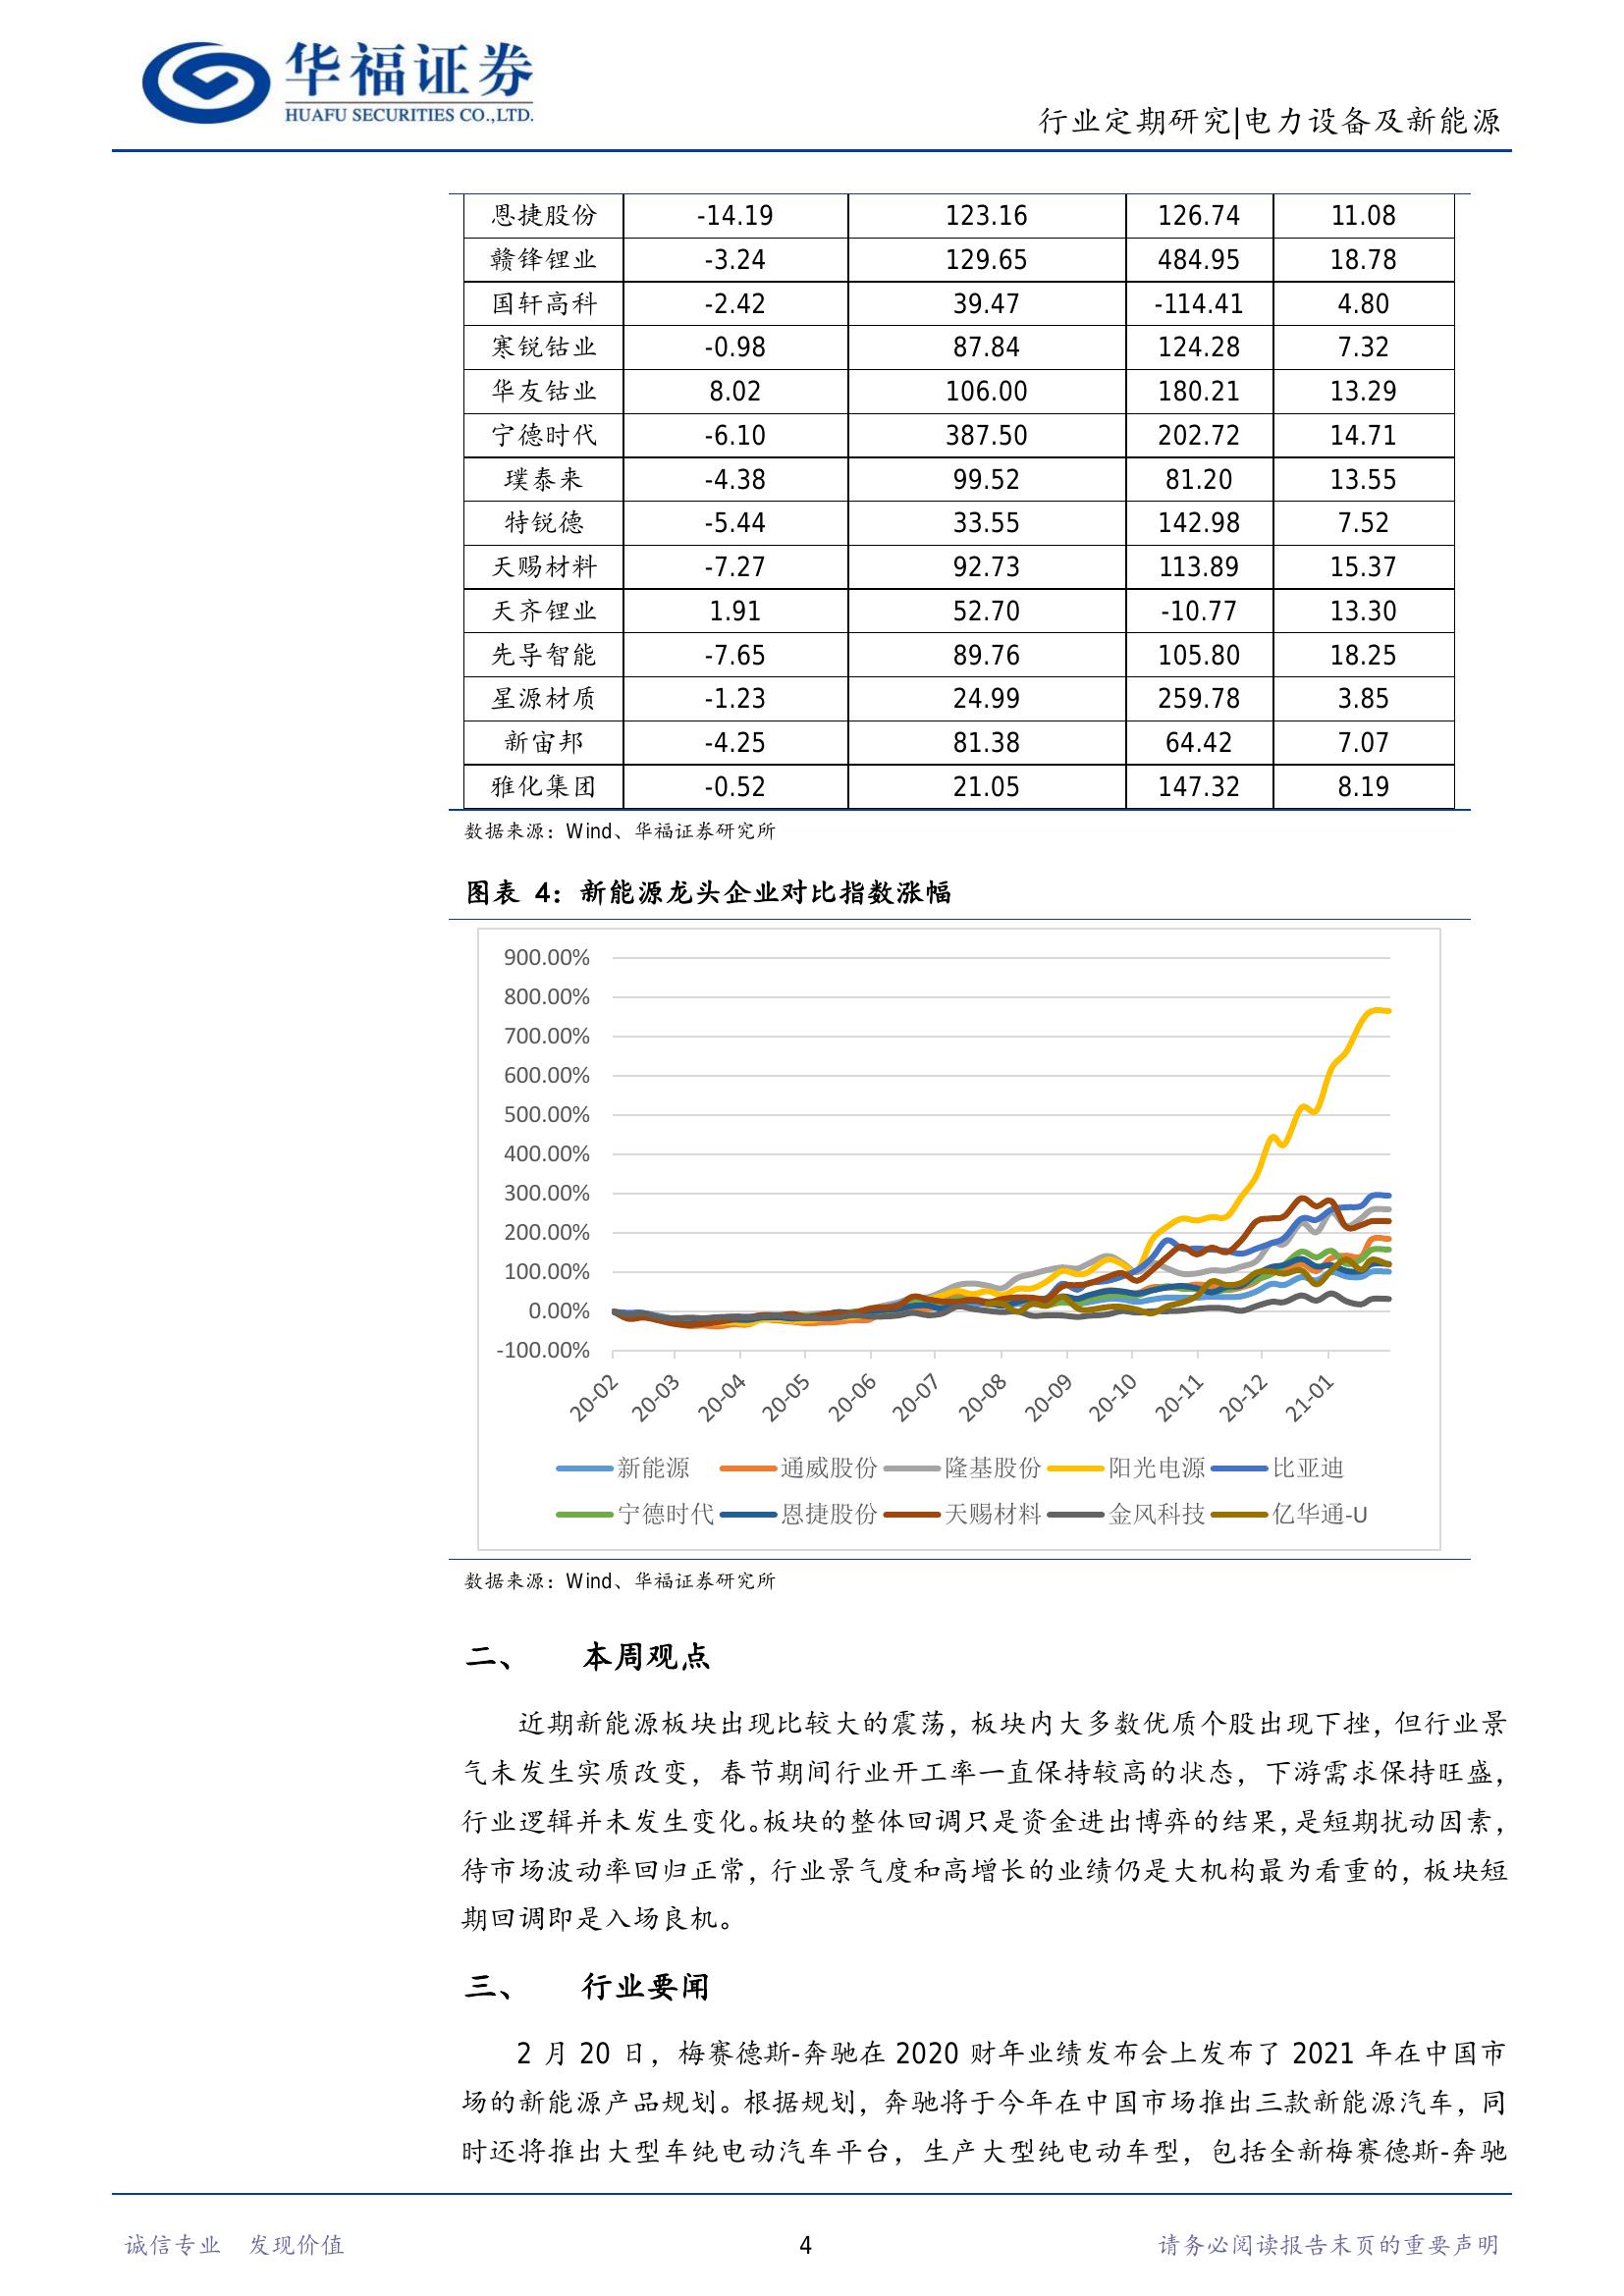 华福证券
HUAFU SECURITIES CO.,LTD.
行业定期研究|电力设备及新能源
恩捷股份 -14.19 123.16 126.74 11.08
赣锋锂业 -3.24 129.65 484.95 18.78
国轩高科 -2.42 39.47 -114.41 4.80
寒锐钴业 -0.98 87.84 124.28 7.32
华友钴业 8.02 106.00 180.21 13.29
宁德时代 -6.10 387.50 202.72 14.71
璞泰来 -4.38 99.52 81.20 13.55
特锐德 -5.44 33.55 142.98 7.52
天赐材料 -7.27 92.73 113.89 15.37
天齐锂业 1.91 52.70 -10.77 13.30
先导智能 -7.65 89.76 105.80 18.25
星源材质 -1.23 24.99 259.78 3.85
新宙邦 -4.25 81.38 64.42 7.07
雅化集团 -0.52 21.05 147.32 8.19
数据来源：Wind、华福证券研究所
图表 4：新能源龙头企业对比指数涨幅
900.00%
800.00%
700.00%
600.00%
500.00%
400.00%
300.00%
200.00%
100.00%
0.00%
-100.00%
20-02 20-03 20-04 20-05 20-06 20-07 20-08 20-09 20-10 20-11 20-12 21-01
新能源 通威股份 隆基股份 阳光电源 比亚迪
宁德时代 恩捷股份 天赐材料 金风科技 亿华通-U
数据来源：Wind、华福证券研究所
二、 本周观点
近期新能源板块出现比较大的震荡，板块内大多数优质个股出现下挫，但行业景
气未发生实质改变，春节期间行业开工率一直保持较高的状态，下游需求保持旺盛，
行业逻辑并未发生变化。板块的整体回调只是资金进出博弈的结果，是短期扰动因素，
待市场波动率回归正常，行业景气度和高增长的业绩仍是大机构最为看重的，板块短
期回调即是入场良机。
三、 行业要闻
2 月 20 日，梅赛德斯-奔驰在 2020 财年业绩发布会上发布了 2021 年在中国市
场的新能源产品规划。根据规划，奔驰将于今年在中国市场推出三款新能源汽车，同
时还将推出大型车纯电动汽车平台，生产大型纯电动车型，包括全新梅赛德斯-奔驰
诚信专业 发现价值 4 请务必阅读报告末页的重要声明